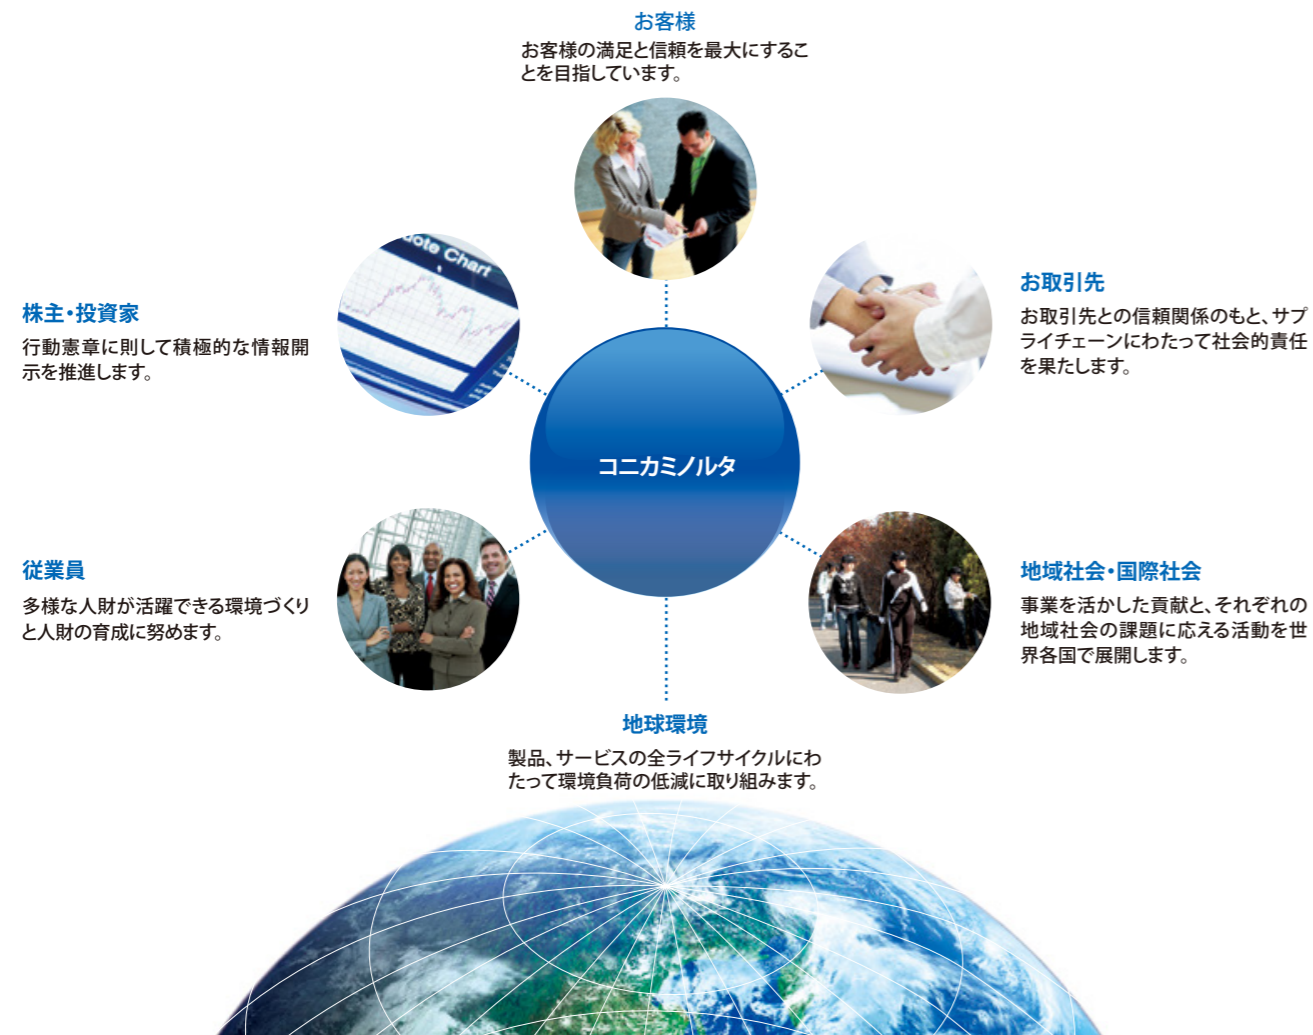 お客様
お客様の満足と信頼を最大にするこ
とを目指しています。
株主・投資家
行動憲章に則して積極的な情報開
示を推進します。
Quote Chart
お取引先
お取引先との信頼関係のもと、サプ
ライチェーンにわたって社会的責任
を果たします。
コニカミノルタ
従業員
多様な人財が活躍できる環境づくり
と人財の育成に努めます。
地域社会・国際社会
事業を活かした貢献と、それぞれの
地域社会の課題に応える活動を世
界各国で展開します。
地球環境
製品、サービスの全ライフサイクルにわ
たって環境負荷の低減に取り組みます。